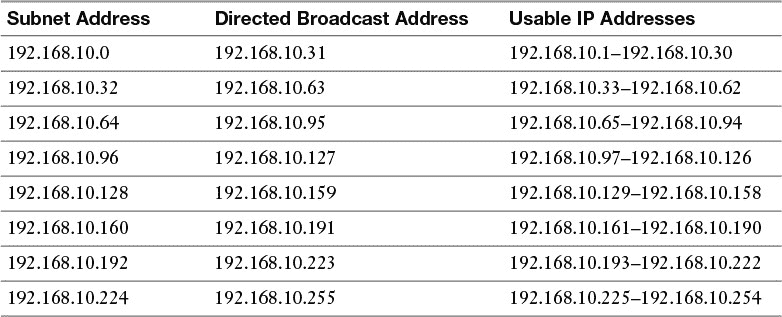 Subnet Address Directed Broadcast Address Usable IP Addresses
192.168.10.0 192.168.10.31 192.168.10.1–192.168.10.30
192.168.10.32 192.168.10.63 192.168.10.33–192.168.10.62
192.168.10.64 192.168.10.95 192.168.10.65–192.168.10.94
192.168.10.96 192.168.10.127 192.168.10.97–192.168.10.126
192.168.10.128 192.168.10.159 192.168.10.129–192.168.10.158
192.168.10.160 192.168.10.191 192.168.10.161–192.168.10.190
192.168.10.192 192.168.10.223 192.168.10.193–192.168.10.222
192.168.10.224 192.168.10.255 192.168.10.225–192.168.10.254